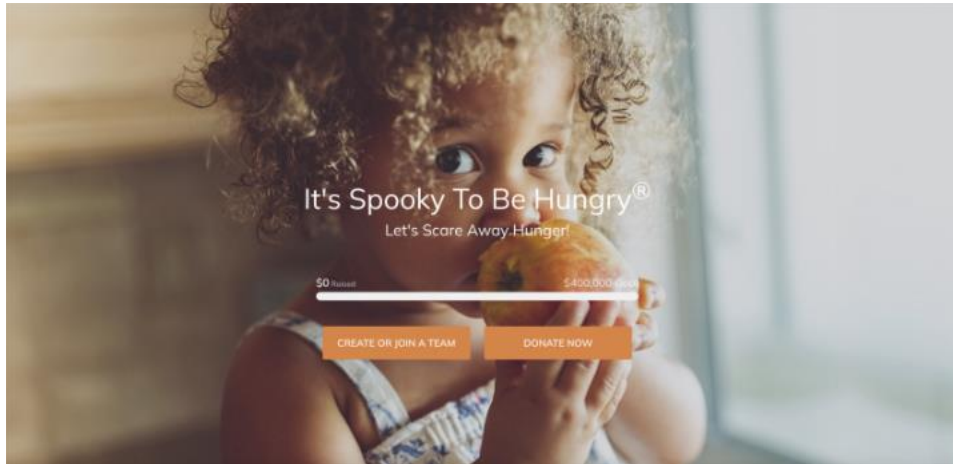 It's Spooky To Be Hungry®
Let's Scare Away Hunger!
$0 Raised $400,000 Goal
CREATE OR JOIN A TEAM DONATE NOW